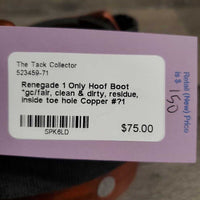 The Tack Collector
523459-71
Renegade 1 Only Hoof Boot
*gc/fair, clean & dirty, residue,
inside toe hole Copper #?1
SPK6LD
$75.00
Retail (New) Price
is $ 150